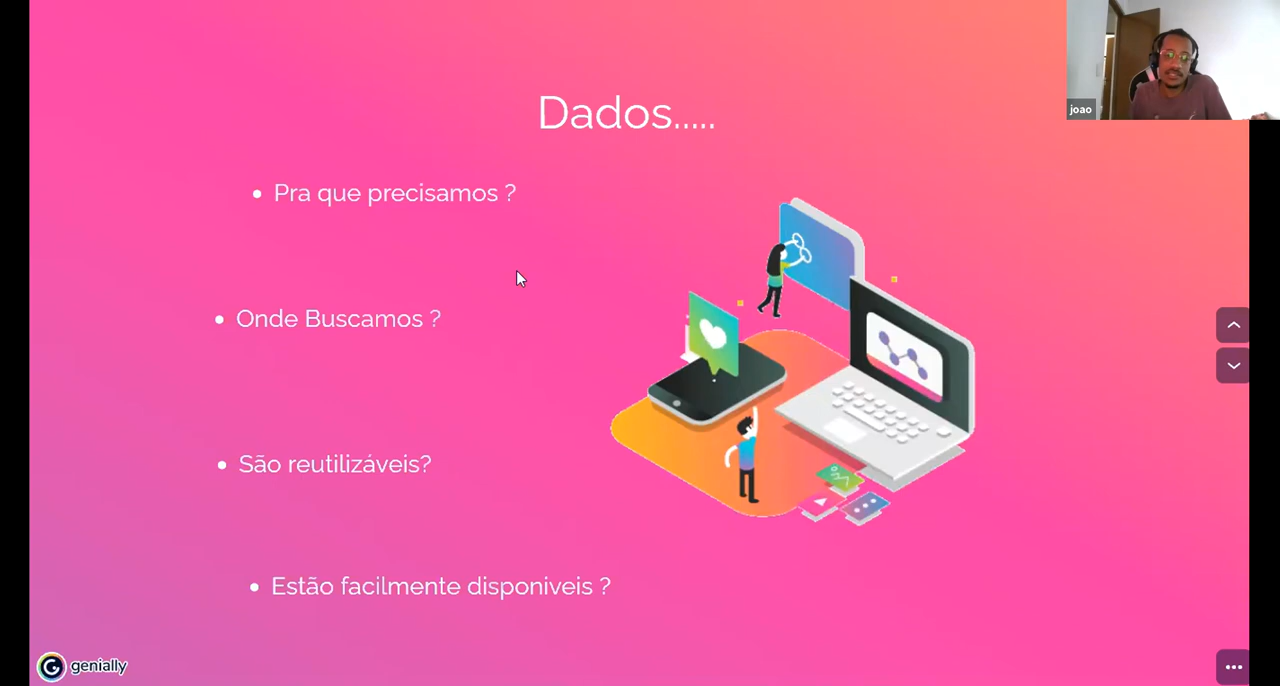 joao
Dados.....
Pra que precisamos ?
Onde Buscamos ?
São reutilizáveis?
Estão facilmente disponiveis ?
genially